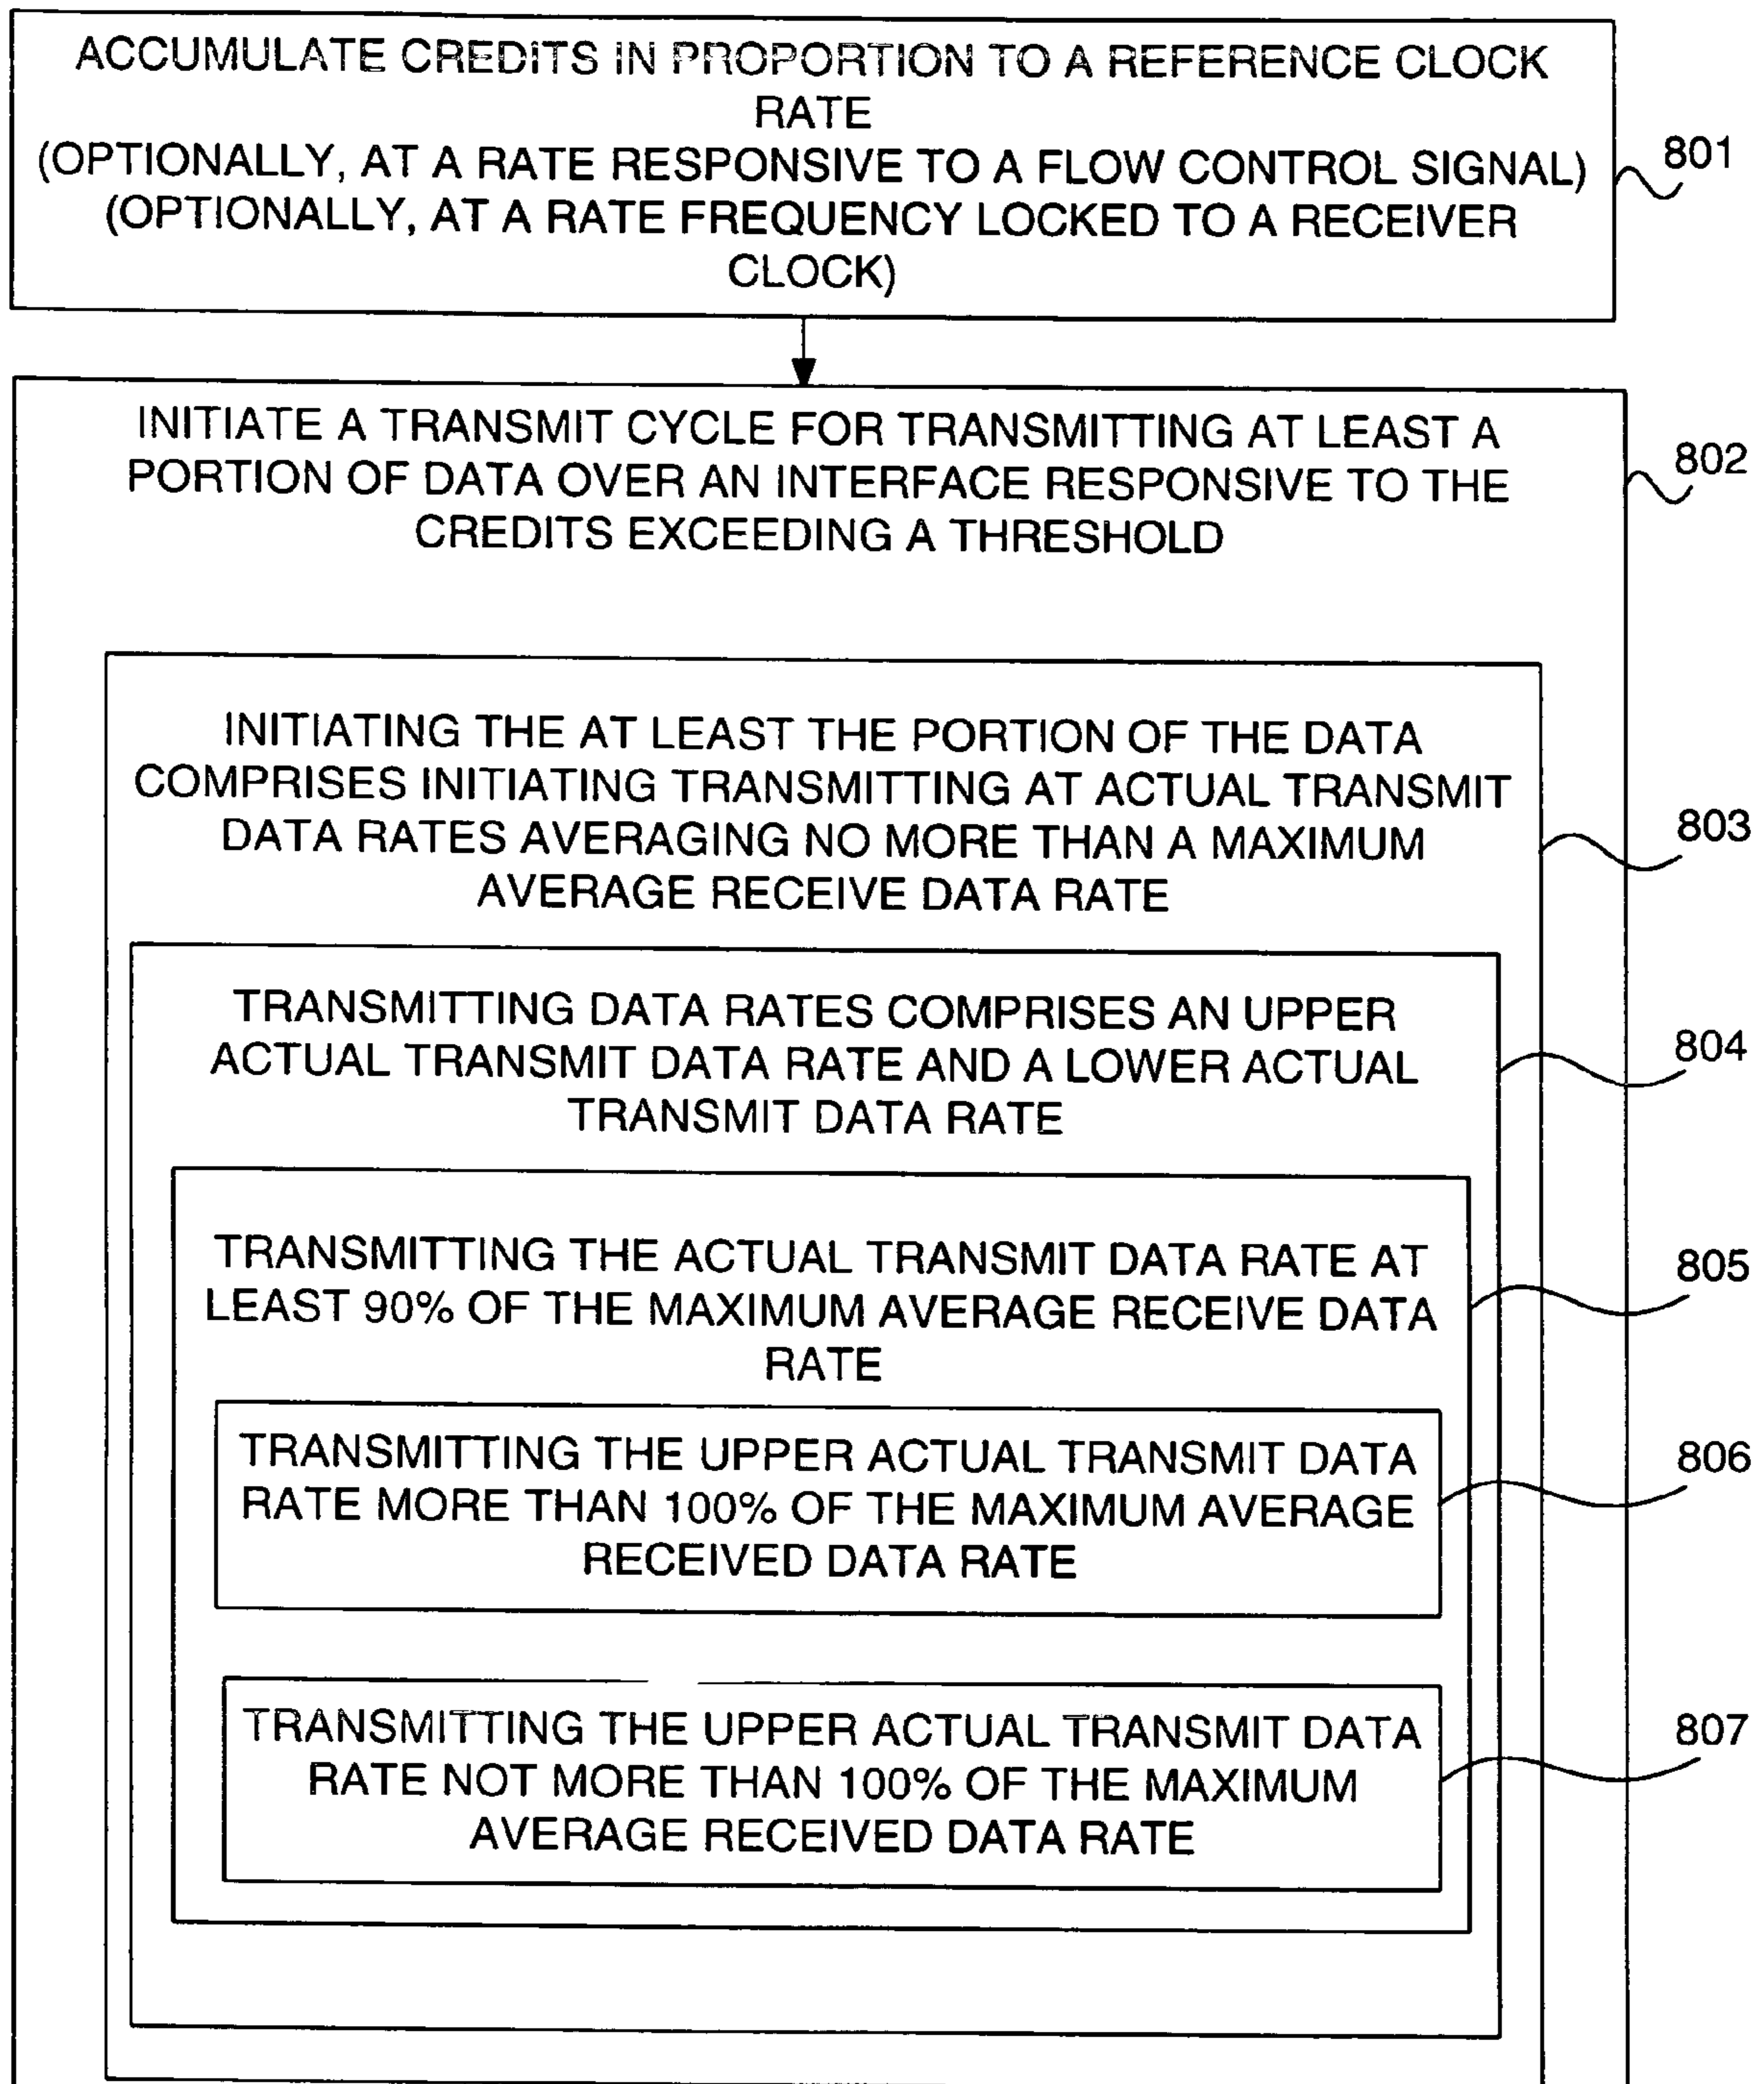 ACCUMULATE CREDITS IN PROPORTION TO A REFERENCE CLOCK
RATE
(OPTIONALLY, AT A RATE RESPONSIVE TO A FLOW CONTROL SIGNAL)
(OPTIONALLY, AT A RATE FREQUENCY LOCKED TO A RECEIVER
CLOCK)
801
INITIATE A TRANSMIT CYCLE FOR TRANSMITTING AT LEAST A
PORTION OF DATA OVER AN INTERFACE RESPONSIVE TO THE
CREDITS EXCEEDING A THRESHOLD
802
INITIATING THE AT LEAST THE PORTION OF THE DATA
COMPRISES INITIATING TRANSMITTING AT ACTUAL TRANSMIT
DATA RATES AVERAGING NO MORE THAN A MAXIMUM
AVERAGE RECEIVE DATA RATE
803
TRANSMITTING DATA RATES COMPRISES AN UPPER
ACTUAL TRANSMIT DATA RATE AND A LOWER ACTUAL
TRANSMIT DATA RATE
804
TRANSMITTING THE ACTUAL TRANSMIT DATA RATE AT
LEAST 90% OF THE MAXIMUM AVERAGE RECEIVE DATA
RATE
805
TRANSMITTING THE UPPER ACTUAL TRANSMIT DATA
RATE MORE THAN 100% OF THE MAXIMUM AVERAGE
RECEIVED DATA RATE
806
TRANSMITTING THE UPPER ACTUAL TRANSMIT DATA
RATE NOT MORE THAN 100% OF THE MAXIMUM
AVERAGE RECEIVED DATA RATE
807